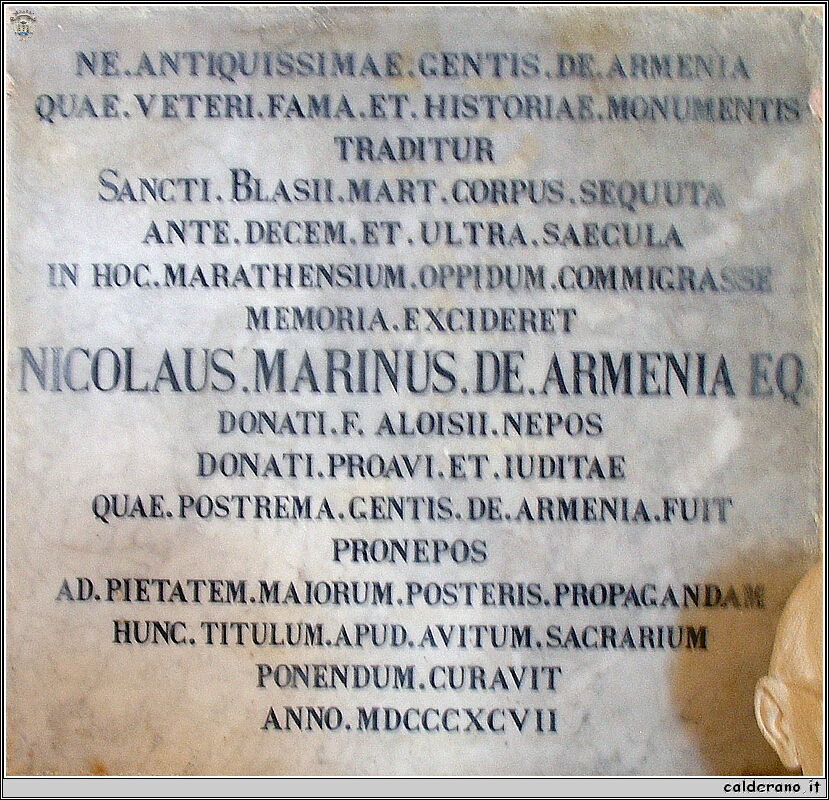 NE.ANTIQUISSIMAE.GENTIS.DE.ARMENIA
QUAE.VETERI.FAMA.ET.HISTORIAE.MONUMENTIS
TRADITUR
SANCTI.BLASII.MART.CORPUS.SEQUUTA
ANTE.DECEM.ET.ULTRA.SAECULA
IN HOC.MARATHENSIUM.OPPIDUM.COMMIGRASSE
MEMORIA.EXCIDERET
NICOLAUS.MARINUS.DE.ARMENIA EQ.
DONATI.F. ALOISII.NEPOS
DONATI.PROAVI.ET.IUDITAE
QUAE.POSTREMA.GENTIS.DE.ARMENIA.FUIT
PRONEPOS
AD.PIETATEM.MAIORUM.POSTERIS.PROPAGANDAM
HUNC.TITULUM.APUD.AVITUM.SACRARIUM
PONENDUM.CURAVIT
ANNO.MDCCCXCVII
calderano.it